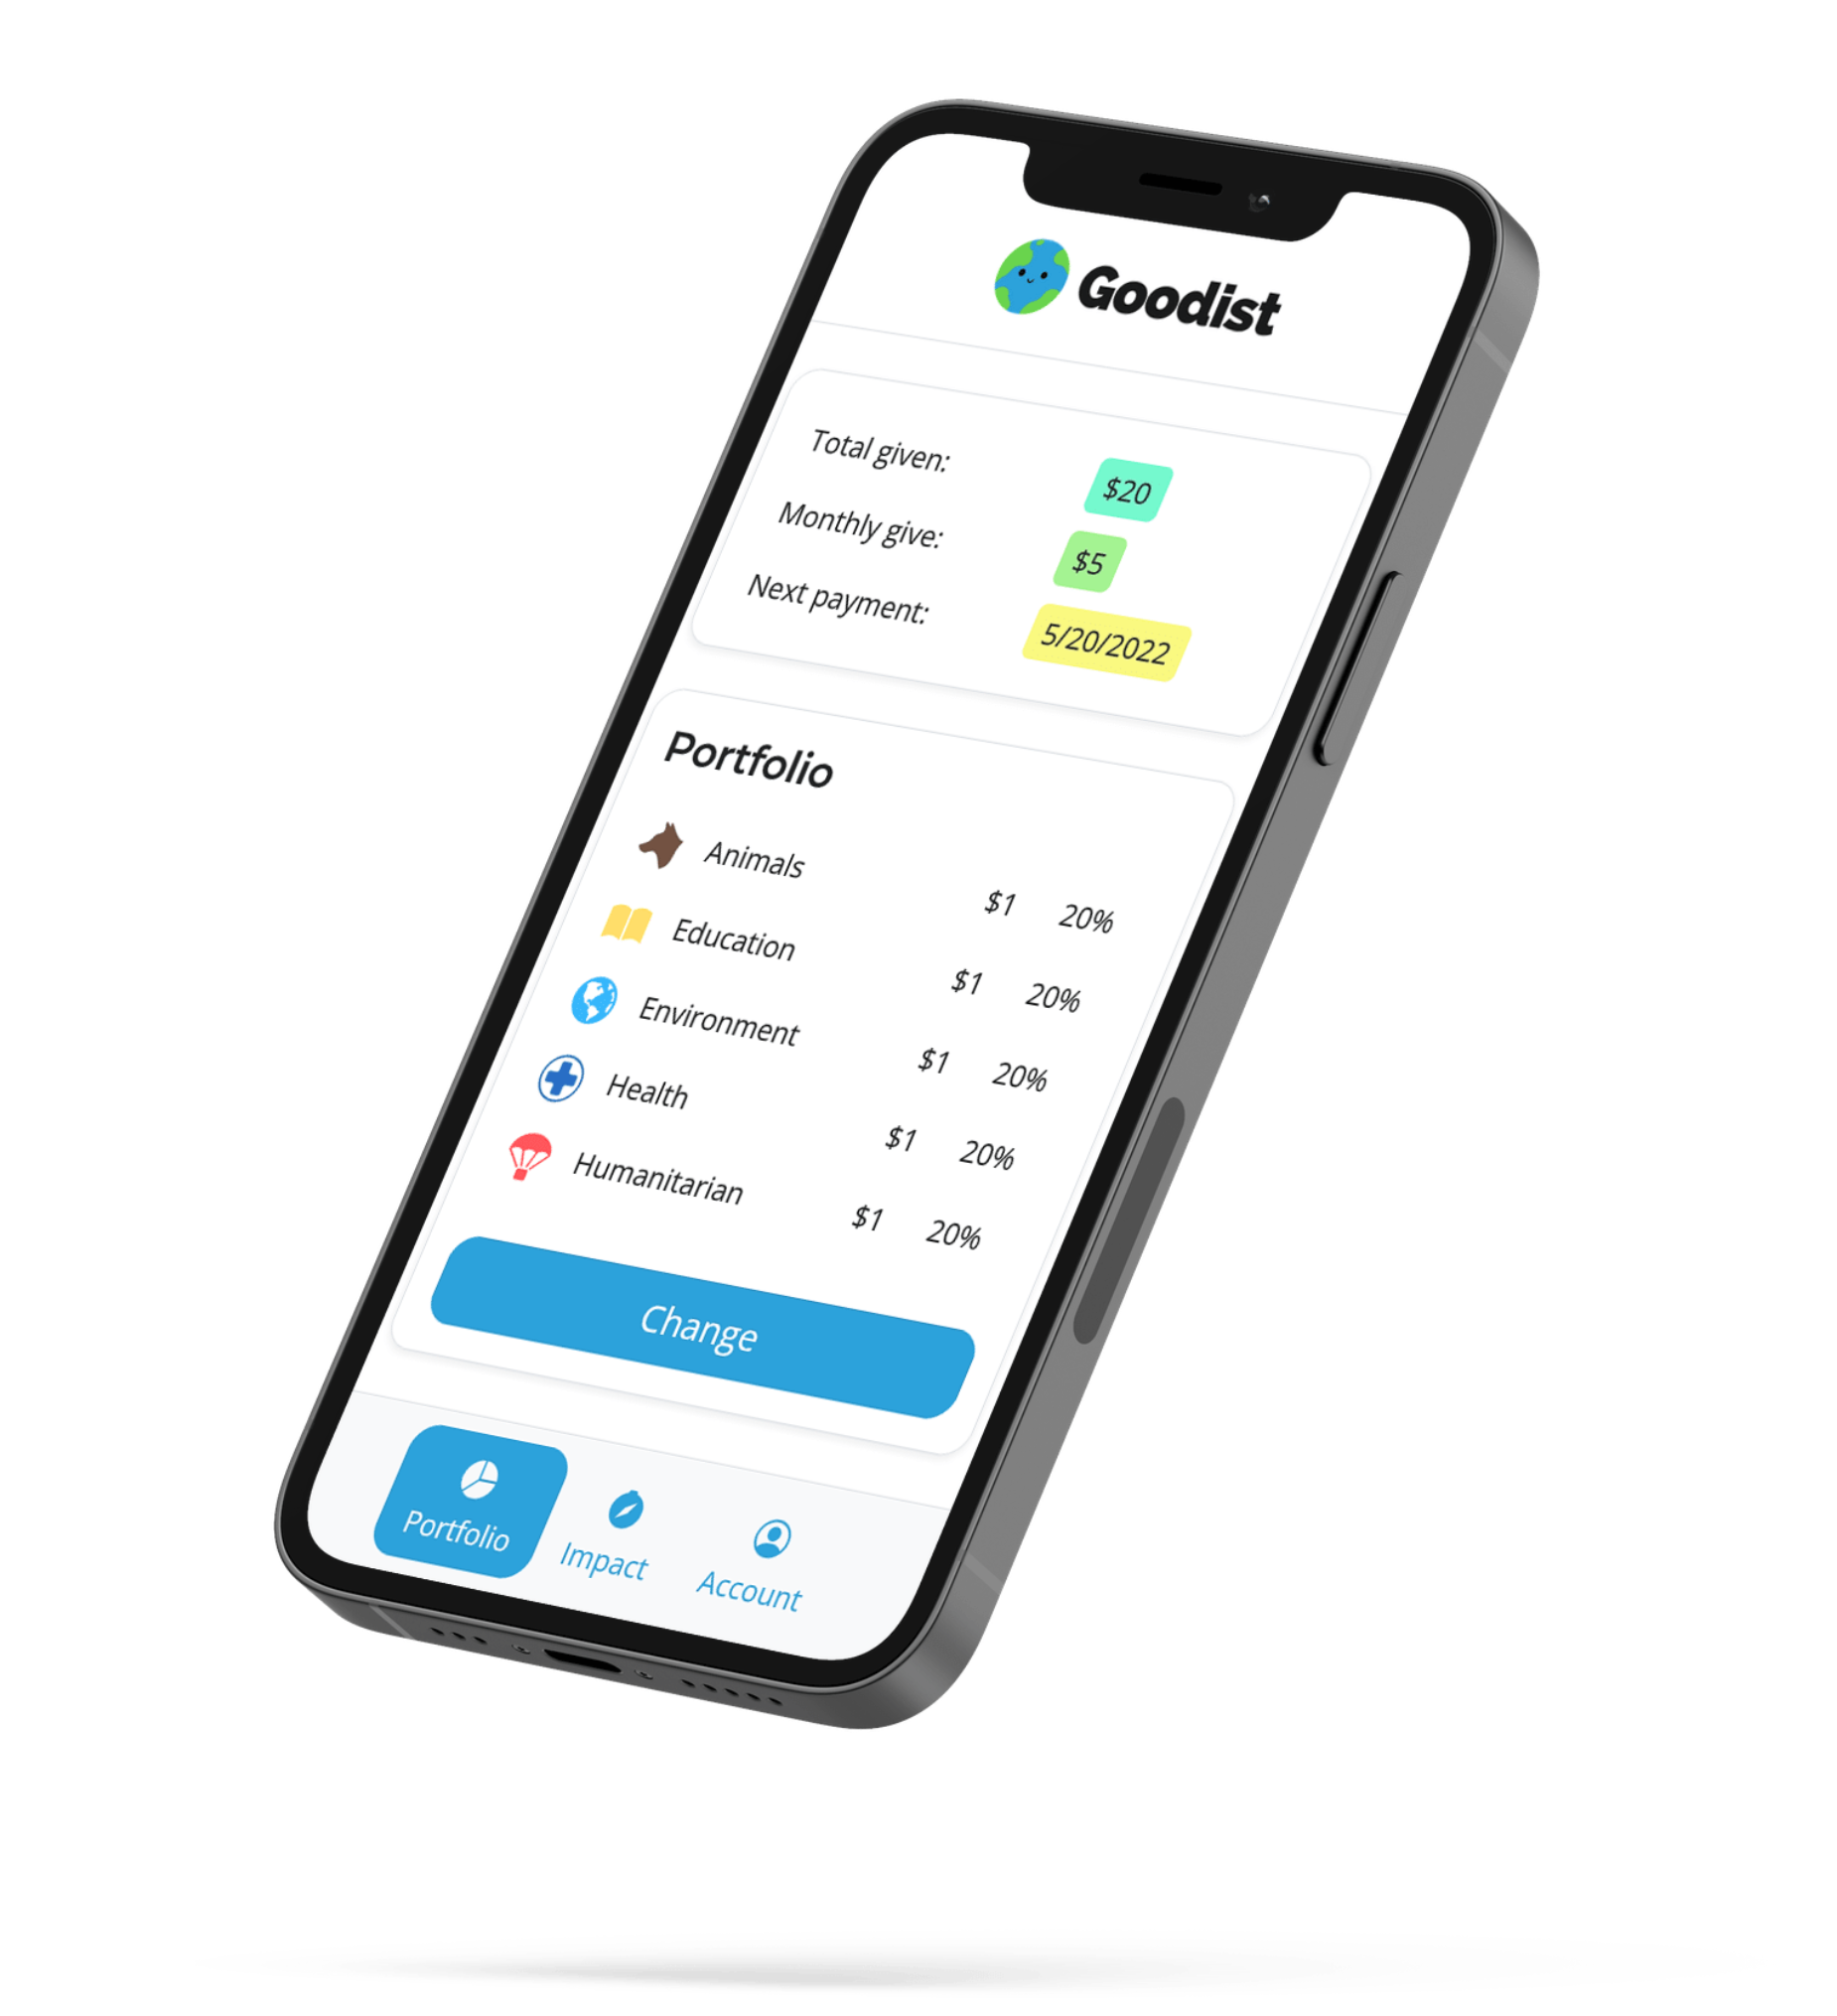 Goodist
Total given: $20
Monthly give: $5
Next payment: 5/20/2022
Portfolio
Animals $1 20%
Education $1 20%
Environment $1 20%
Health $1 20%
Humanitarian $1 20%
Change
Portfolio Impact Account